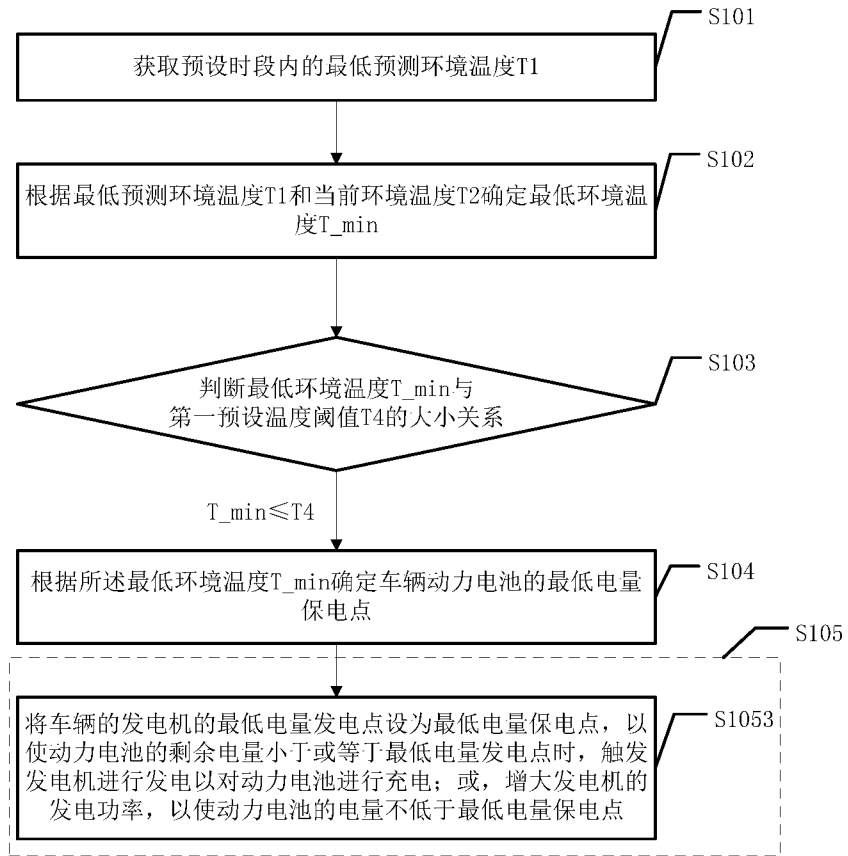 S101
获取预设时段内的最低预测环境温度T1
S102
根据最低预测环境温度T1和当前环境温度T2确定最低环境温
度T_min
S103
判断最低环境温度T_min与
第一预设温度阈值T4的大小关系
T_min≤T4
S104
根据所述最低环境温度T_min确定车辆动力电池的最低电量
保电点
S105
S1053
将车辆的发电机的最低电量发电点设为最低电量保电点，以
使动力电池的剩余电量小于或等于最低电量发电点时，触发
发电机进行发电以对动力电池进行充电；或，增大发电机的
发电功率，以使动力电池的电量不低于最低电量保电点